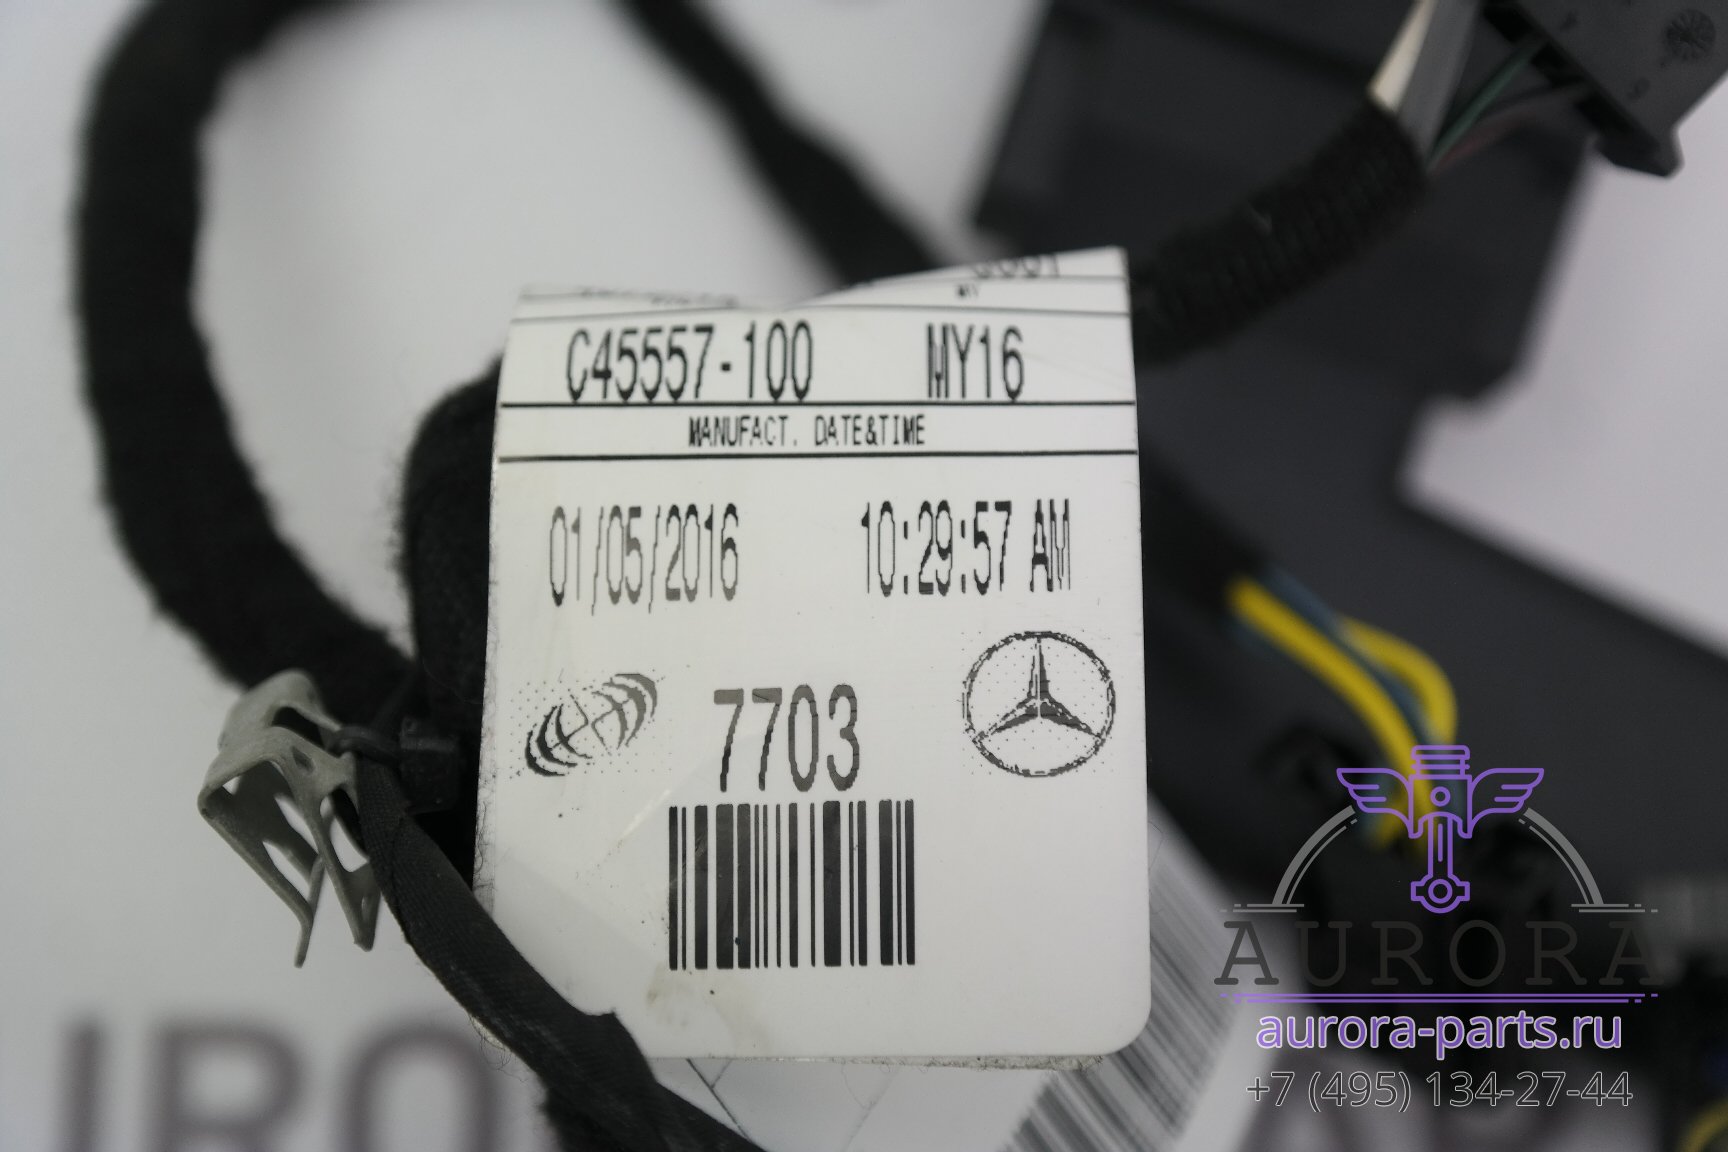 C45557-100 MY16
MANUFACT. DATE&TIME
01/05/2016 10:29:57 AM
7703
AURORA
aurora-parts.ru
+7 (495) 134-27-44